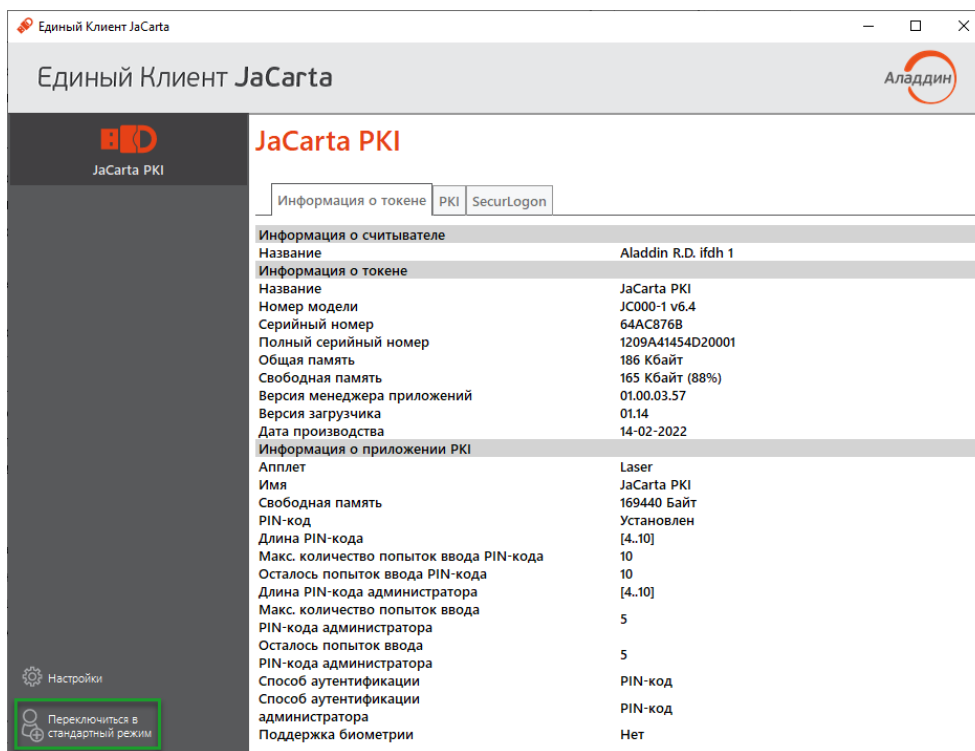 Единый Клиент JaCarta
Единый Клиент JaCarta
Аладдин
JaCarta PKI
JaCarta PKI
Информация о токене PKI SecurLogon
Информация о считывателе
Название Aladdin R.D. ifdh 1
Информация о токене
Название JaCarta PKI
Номер модели JC000-1 v6.4
Серийный номер 64AC876B
Полный серийный номер 1209A41454D20001
Общая память 186 Кбайт
Свободная память 165 Кбайт (88%)
Версия менеджера приложений 01.00.03.57
Версия загрузчика 01.14
Дата производства 14-02-2022
Информация о приложении PKI
Апплет Laser
Имя JaCarta PKI
Свободная память 169440 Байт
PIN-код Установлен
Длина PIN-кода [4..10]
Макс. количество попыток ввода PIN-кода 10
Осталось попыток ввода PIN-кода 10
Длина PIN-кода администратора [4..10]
Макс. количество попыток ввода
PIN-кода администратора 5
Осталось попыток ввода
PIN-кода администратора 5
Способ аутентификации PIN-код
Способ аутентификации
администратора PIN-код
Поддержка биометрии Нет
Настройки
Переключиться в
стандартный режим